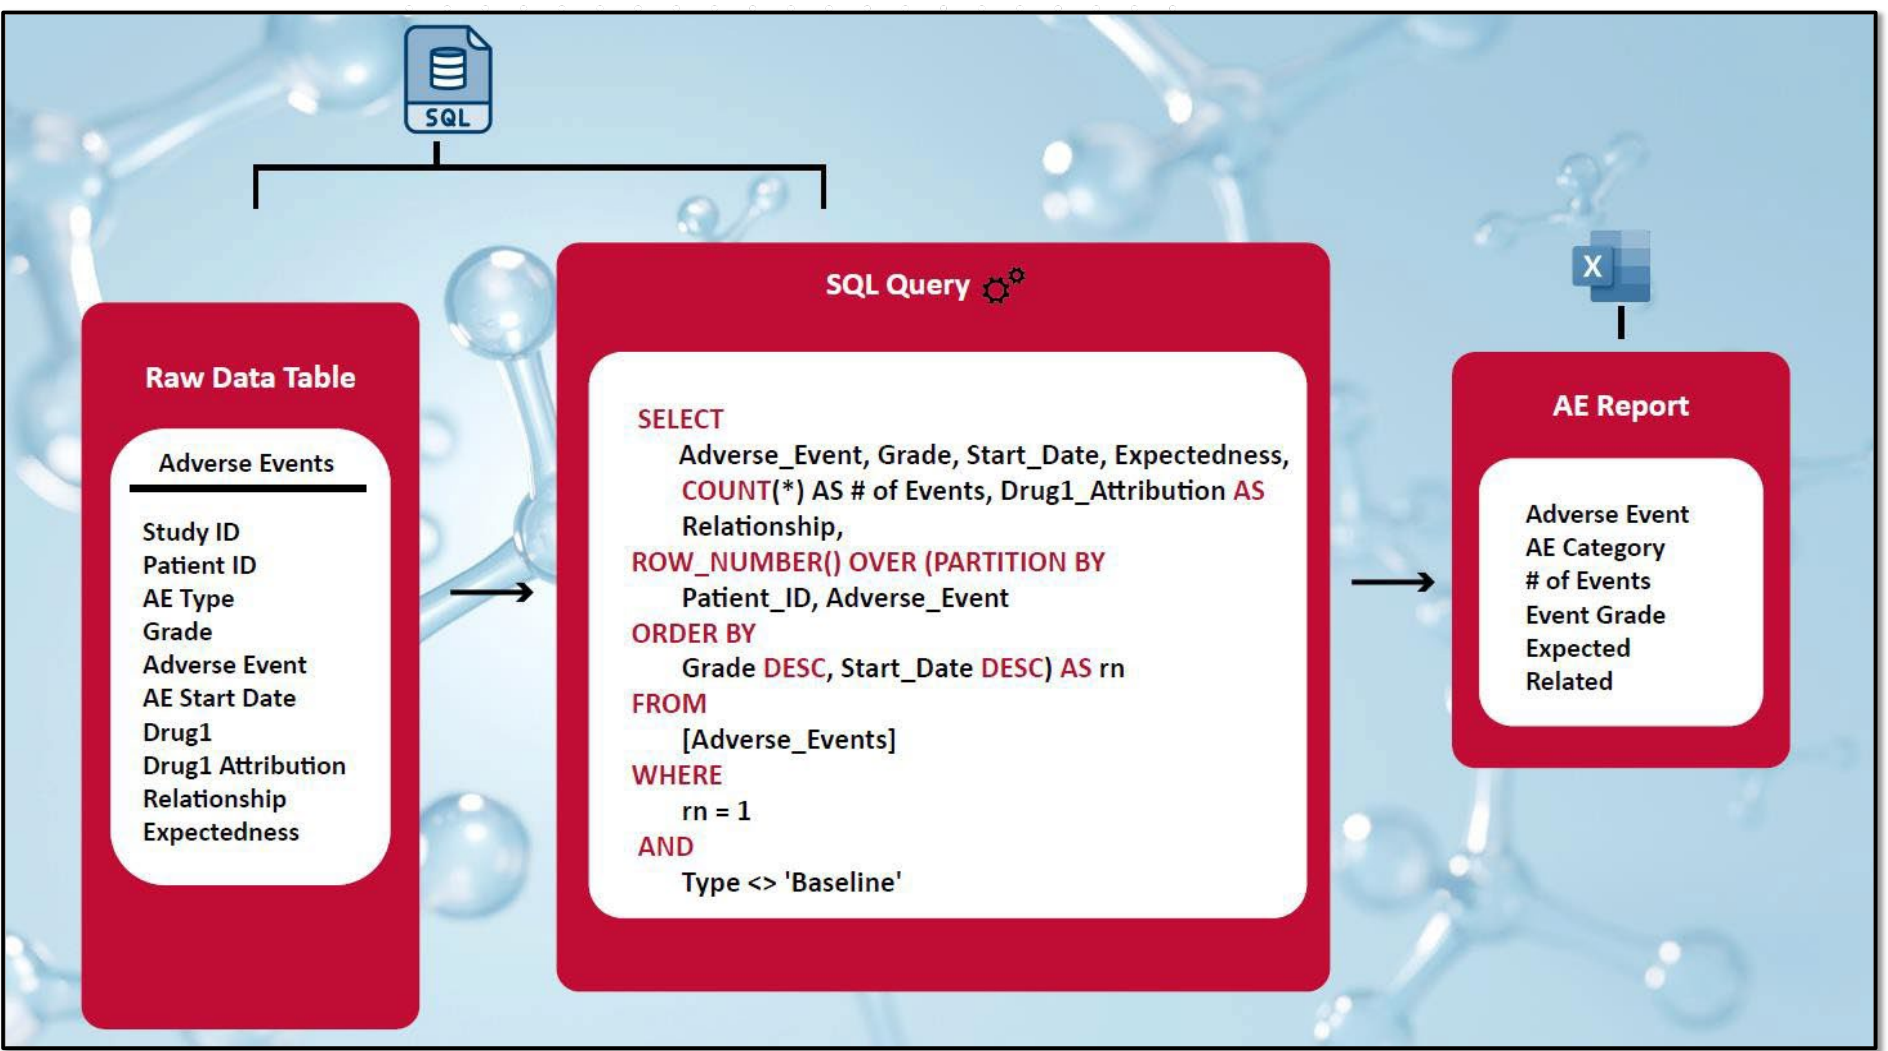 SQL
Raw Data Table
Adverse Events
Study ID
Patient ID
AE Type
Grade
Adverse Event
AE Start Date
Drug1
Drug1 Attribution
Relationship
Expectedness
SQL Query
SELECT
Adverse_Event, Grade, Start_Date, Expectedness,
COUNT(*) AS # of Events, Drug1_Attribution AS
Relationship,
ROW_NUMBER() OVER (PARTITION BY
Patient_ID, Adverse_Event
ORDER BY
Grade DESC, Start_Date DESC) AS rn
FROM
[Adverse_Events]
WHERE
rn = 1
AND
Type <> 'Baseline'
X
AE Report
Adverse Event
AE Category
# of Events
Event Grade
Expected
Related